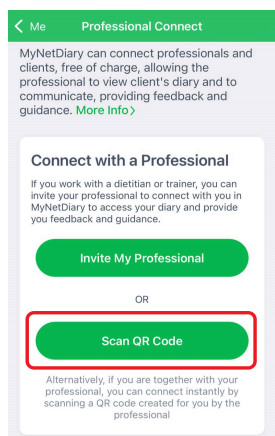 Me Professional Connect
MyNetDiary can connect professionals and
clients, free of charge, allowing the
professional to view client's diary and to
communicate, providing feedback and
guidance. More Info >
Connect with a Professional
If you work with a dietitian or trainer, you can
invite your professional to connect with you in
MyNetDiary to access your diary and provide
you feedback and guidance.
Invite My Professional
OR
Scan QR Code
Alternatively, if you are together with your
professional, you can connect instantly by
scanning a QR code created for you by the
professional